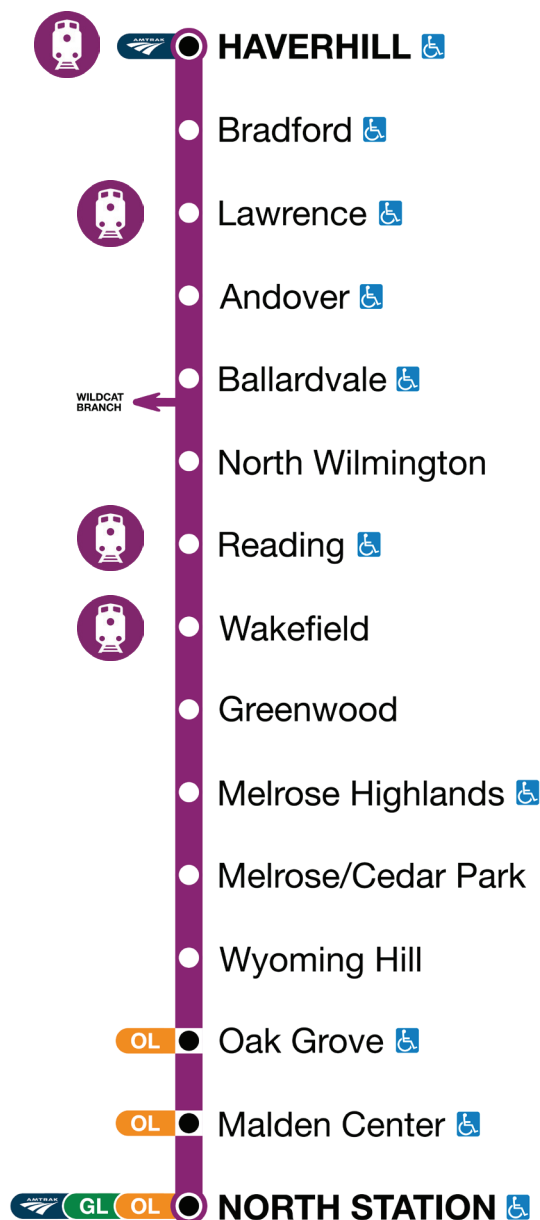 AMTRAK
HAVERHILL
Bradford
Lawrence
Andover
Ballardvale
WILDCAT
BRANCH
North Wilmington
Reading
Wakefield
Greenwood
Melrose Highlands
Melrose/Cedar Park
Wyoming Hill
OL
Oak Grove
OL
Malden Center
AMTRAK
GL
OL
NORTH STATION